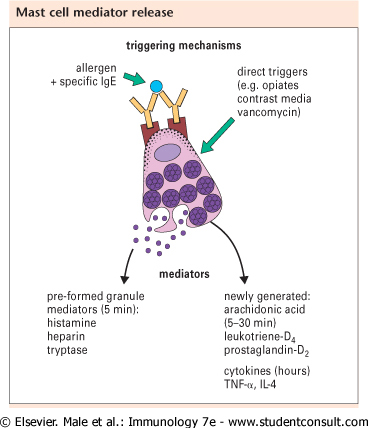 Mast cell mediator release
triggering mechanisms
allergen
+ specific IgE
direct triggers
(e.g. opiates
contrast media
vancomycin)
mediators
pre-formed granule
mediators (5 min):
histamine
heparin
tryptase
newly generated:
arachidonic acid
(5–30 min)
leukotriene-D4
prostaglandin-D2
cytokines (hours)
TNF-α, IL-4
© Elsevier. Male et al.: Immunology 7e - www.studentconsult.com